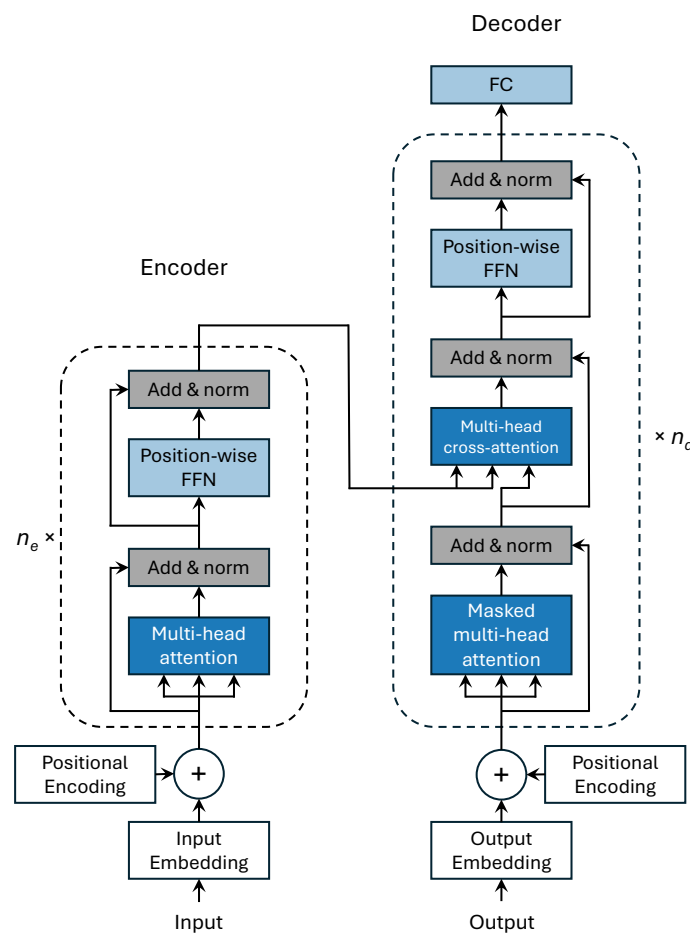 Decoder
FC
Add & norm
Position-wise
FFN
Add & norm
Multi-head
cross-attention
Add & norm
Masked
multi-head
attention
Positional
Encoding
+
Output
Embedding
Output
Encoder
Add & norm
Position-wise
FFN
Add & norm
Multi-head
attention
Positional
Encoding
+
Input
Embedding
Input
nₑ ×
× n